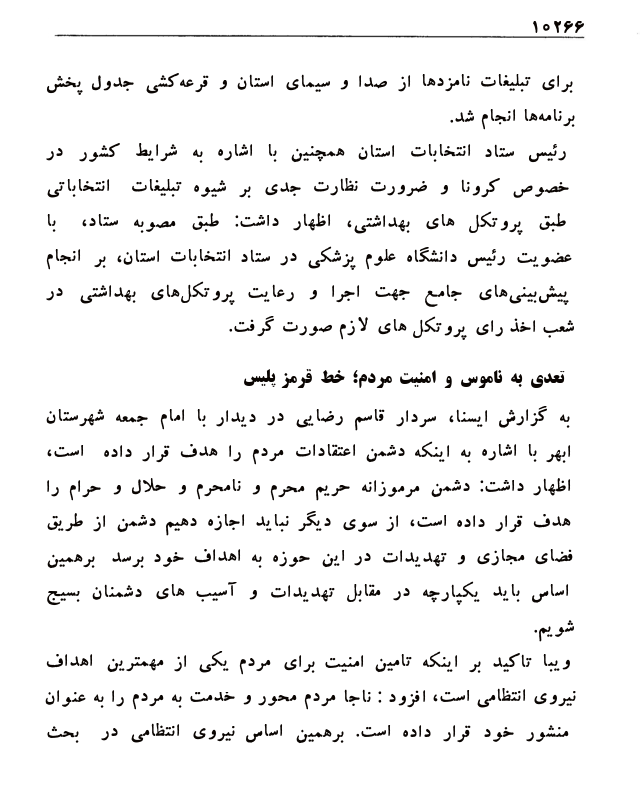 ۱۰۲۶۶
برای تبلیغات نامزدها از صدا و سیمای استان و قرعه‌کشی جدول پخش
برنامه‌ها انجام شد.
رئیس ستاد انتخابات استان همچنین با اشاره به شرایط کشور در
خصوص کرونا و ضرورت نظارت جدی بر شیوه تبلیغات انتخاباتی
طبق پروتکل های بهداشتی، اظهار داشت: طبق مصوبه ستاد، با
عضویت رئیس دانشگاه علوم پزشکی در ستاد انتخابات استان، بر انجام
پیش‌بینی‌های جامع جهت اجرا و رعایت پروتکل‌های بهداشتی در
شعب اخذ رای پروتکل های لازم صورت گرفت.
تعدی به ناموس و امنیت مردم؛ خط قرمز پلیس
به گزارش ایسنا، سردار قاسم رضایی در دیدار با امام جمعه شهرستان
ابهر با اشاره به اینکه دشمن اعتقادات مردم را هدف قرار داده است،
اظهار داشت: دشمن مرموزانه حریم محرم و نامحرم و حلال و حرام را
هدف قرار داده است، از سوی دیگر نباید اجازه دهیم دشمن از طریق
فضای مجازی و تهدیدات در این حوزه به اهداف خود برسد برهمین
اساس باید یکپارچه در مقابل تهدیدات و آسیب های دشمنان بسیج
شویم.
ویبا تاکید بر اینکه تامین امنیت برای مردم یکی از مهمترین اهداف
نیروی انتظامی است، افزود : ناجا مردم محور و خدمت به مردم را به عنوان
منشور خود قرار داده است. برهمین اساس نیروی انتظامی در بحث